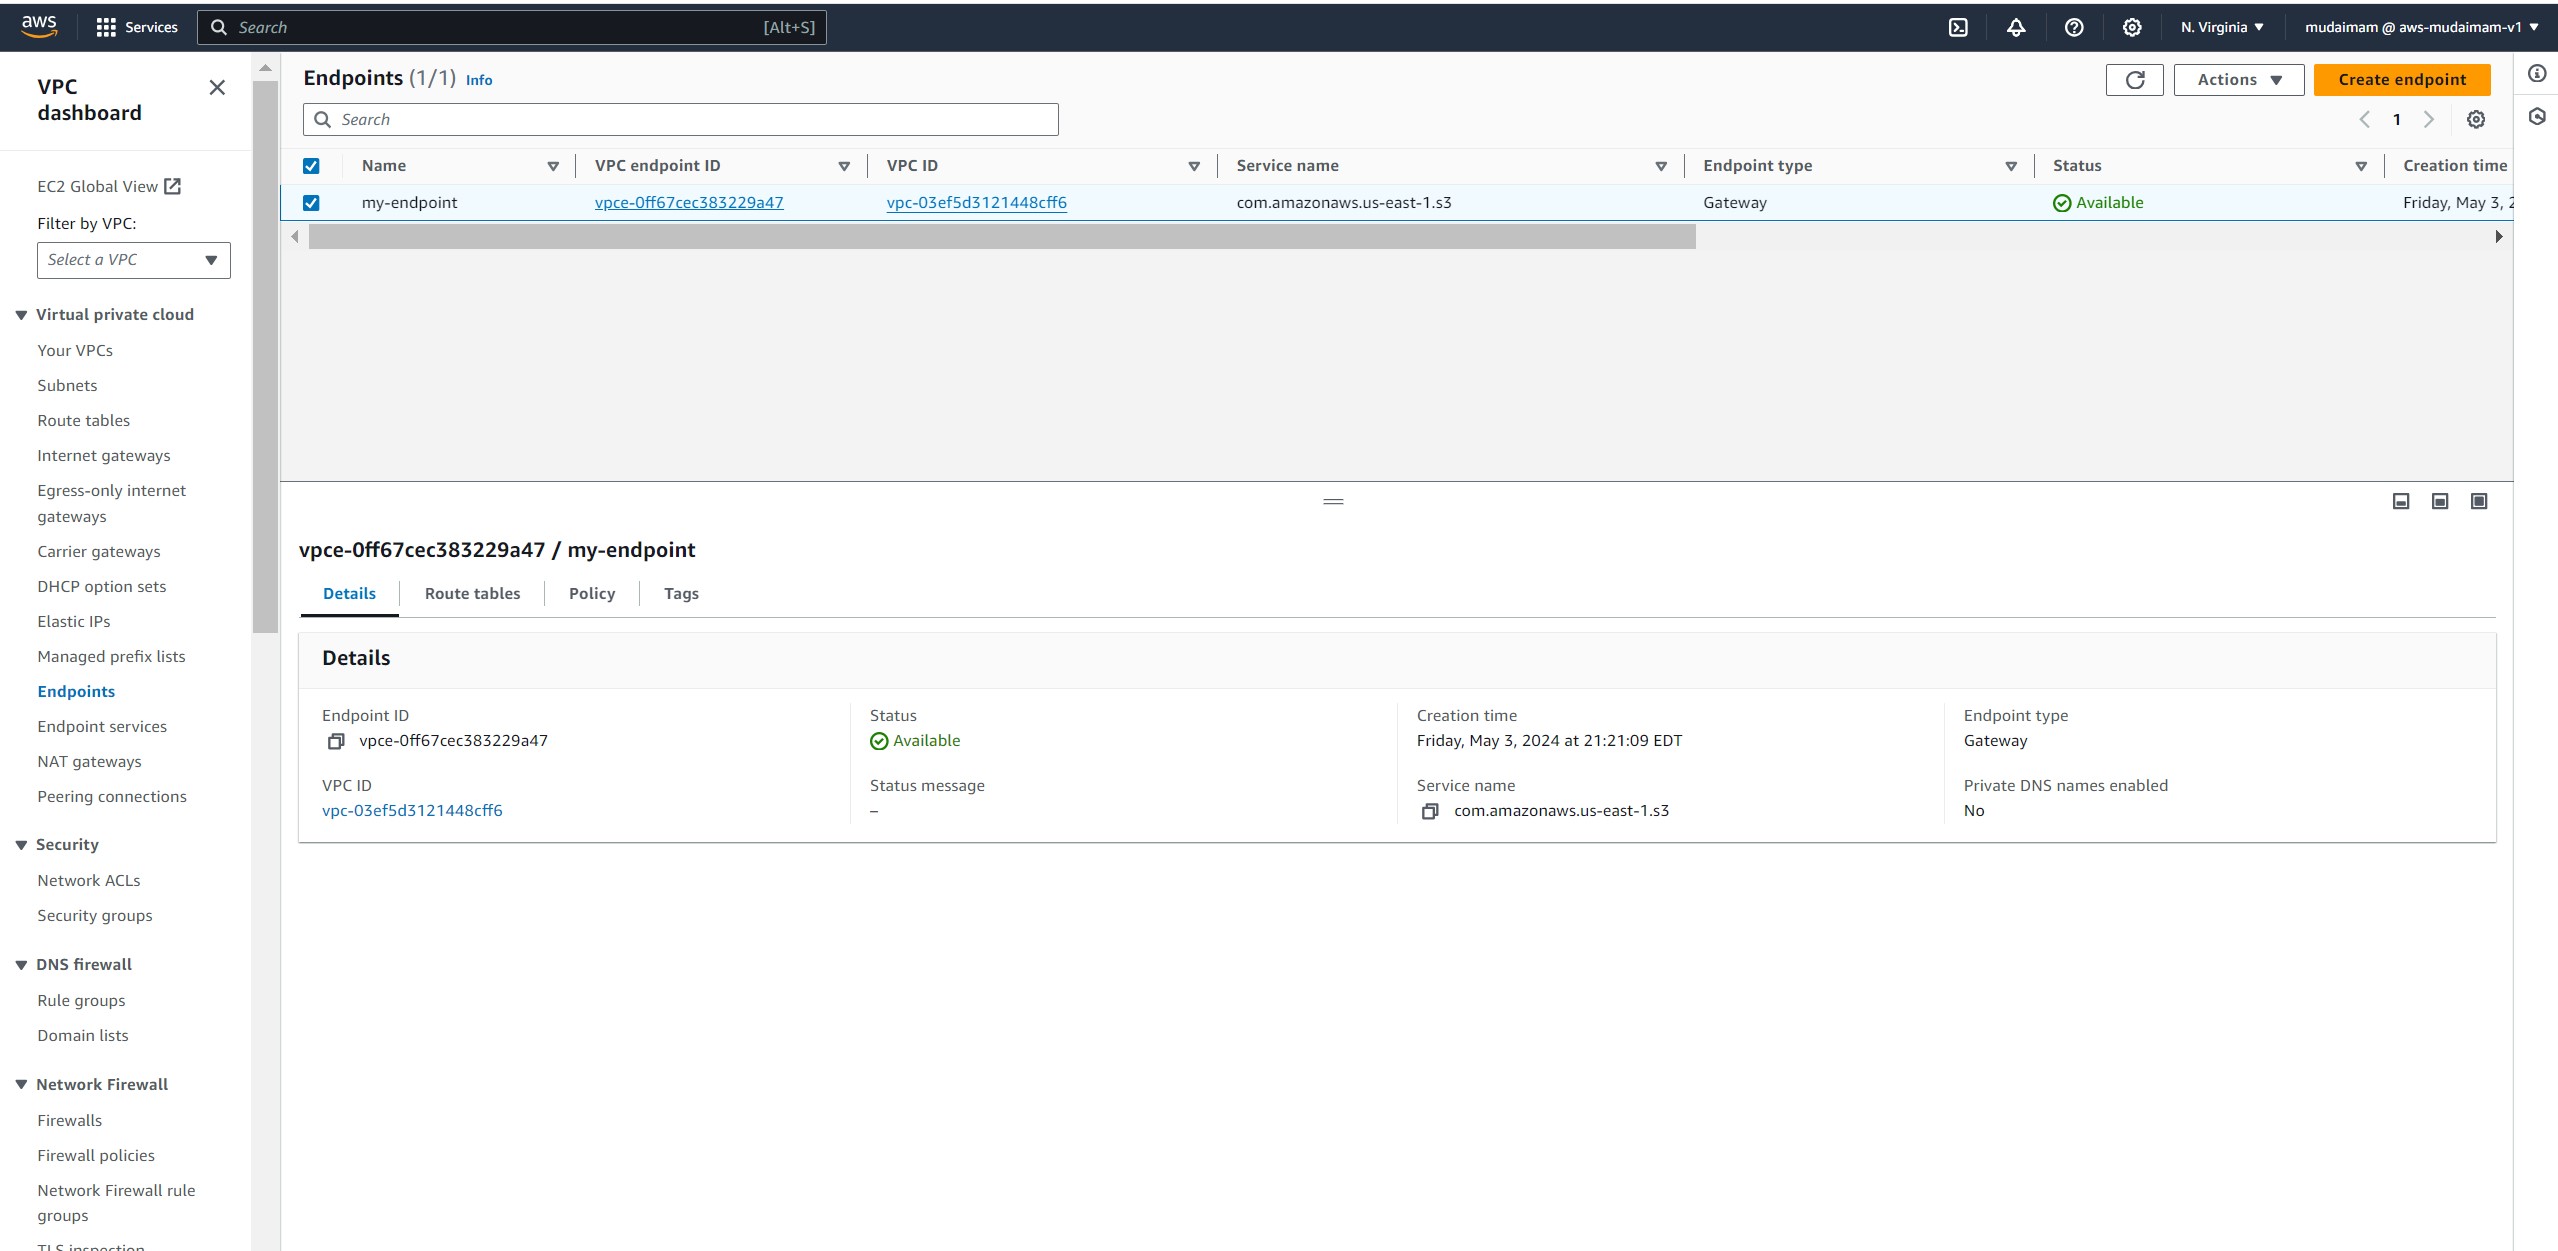 aws Services Search [Alt+S] N. Virginia mudaimam @ aws-mudaimam-v1
VPC dashboard
EC2 Global View
Filter by VPC:
Select a VPC
Virtual private cloud
Your VPCs
Subnets
Route tables
Internet gateways
Egress-only internet
gateways
Carrier gateways
DHCP option sets
Elastic IPs
Managed prefix lists
Endpoints
Endpoint services
NAT gateways
Peering connections
Security
Network ACLs
Security groups
DNS firewall
Rule groups
Domain lists
Network Firewall
Firewalls
Firewall policies
Network Firewall rule
groups
TLS inspection
Endpoints (1/1) Info
Actions Create endpoint
Search
1
Name VPC endpoint ID VPC ID Service name Endpoint type Status Creation time
my-endpoint vpce-0ff67cec383229a47 vpc-03ef5d3121448cff6 com.amazonaws.us-east-1.s3 Gateway Available Friday, May 3, 2
vpce-0ff67cec383229a47 / my-endpoint
Details Route tables Policy Tags
Details
Endpoint ID Status Creation time Endpoint type
vpce-0ff67cec383229a47 Available Friday, May 3, 2024 at 21:21:09 EDT Gateway
VPC ID Status message Service name Private DNS names enabled
vpc-03ef5d3121448cff6 – com.amazonaws.us-east-1.s3 No